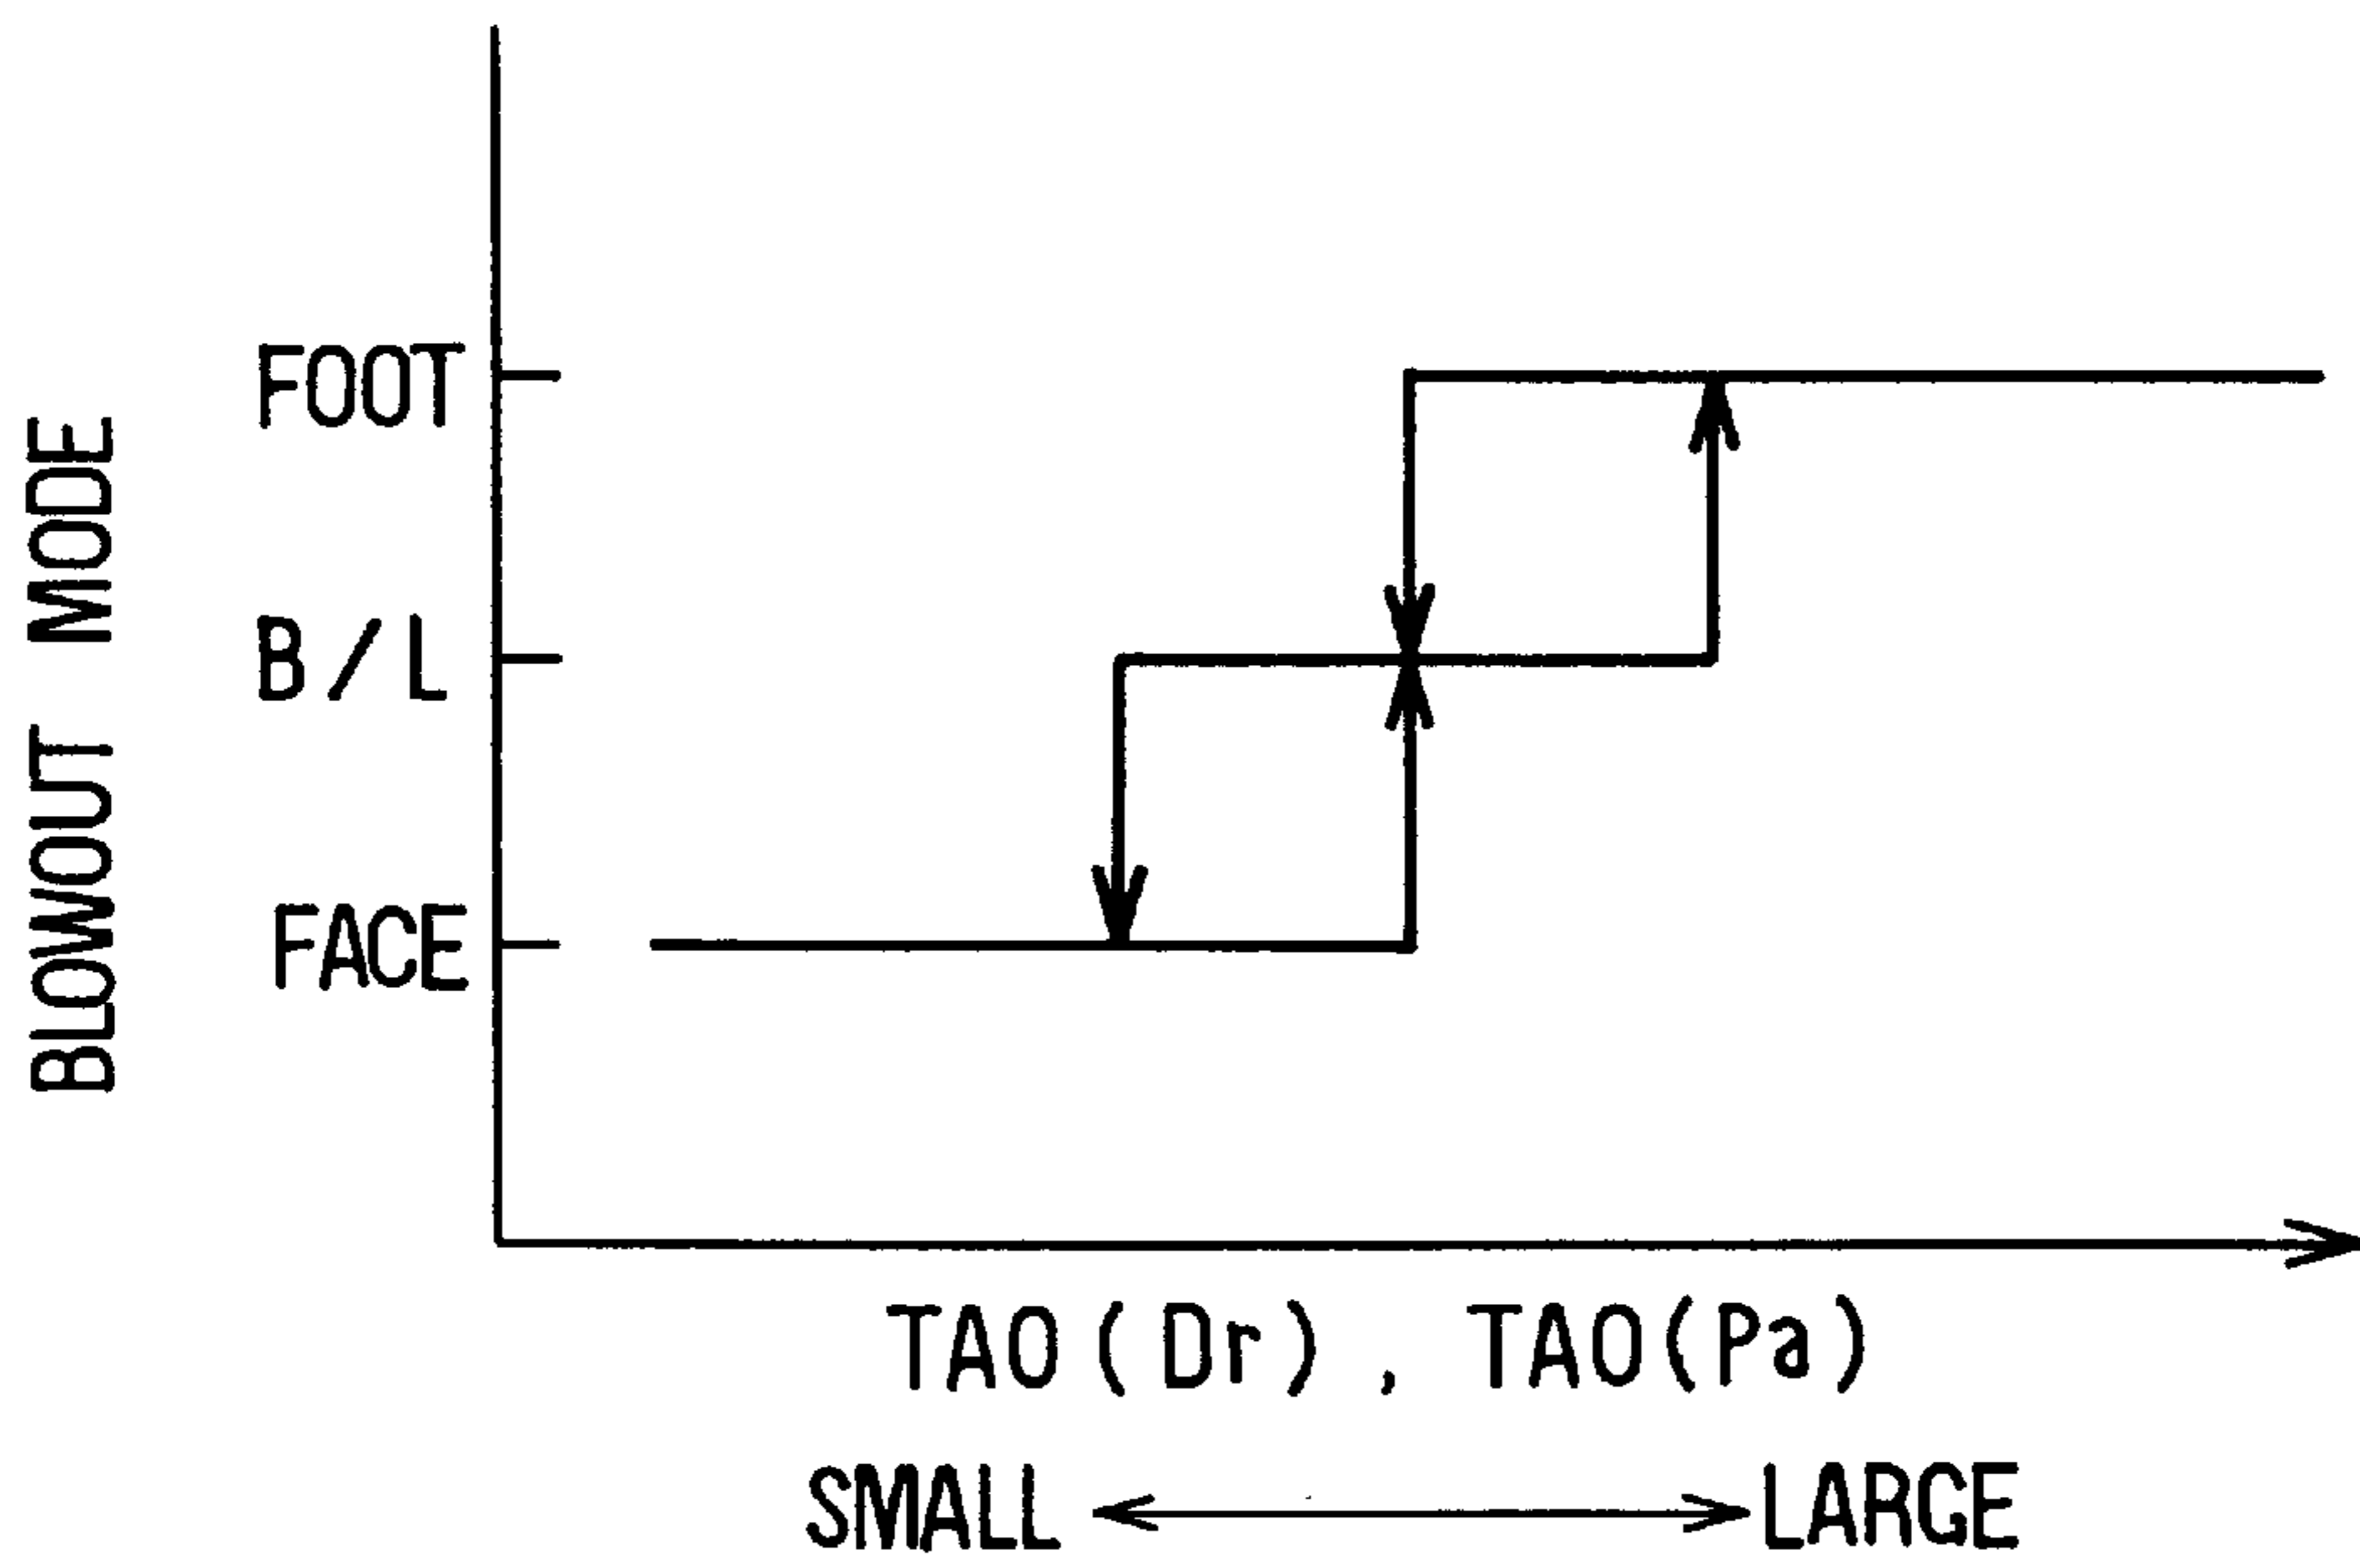 BLOWOUT MODE
FOOT
B/L
FACE
TAO(Dr), TAO(Pa)
SMALL LARGE